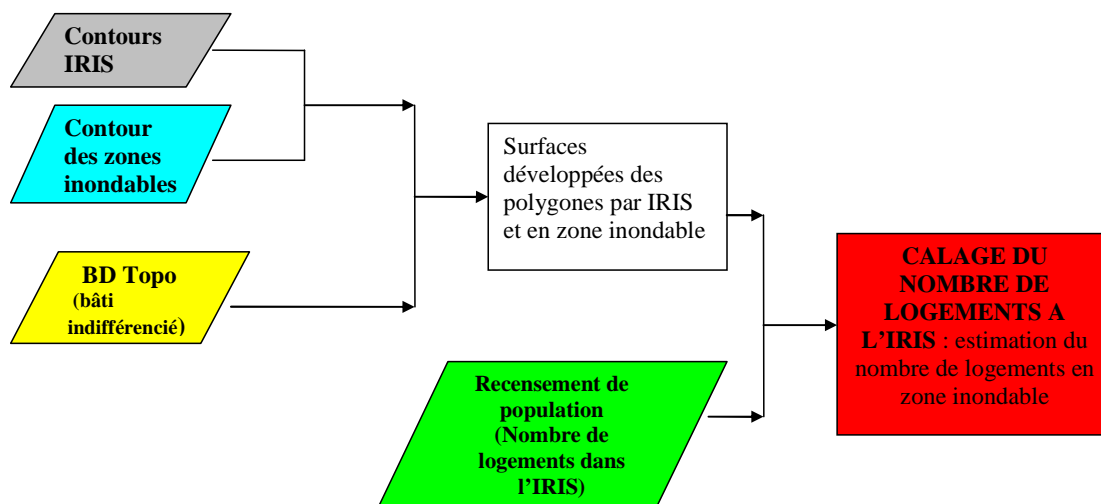 Contours
IRIS
Contour
des zones
inondables
BD Topo
(bâti
indifférencié)
Surfaces
développées des
polygones par IRIS
et en zone inondable
Recensement de
population
(Nombre de
logements dans
l'IRIS)
CALAGE DU
NOMBRE DE
LOGEMENTS A
L'IRIS : estimation du
nombre de logements en
zone inondable